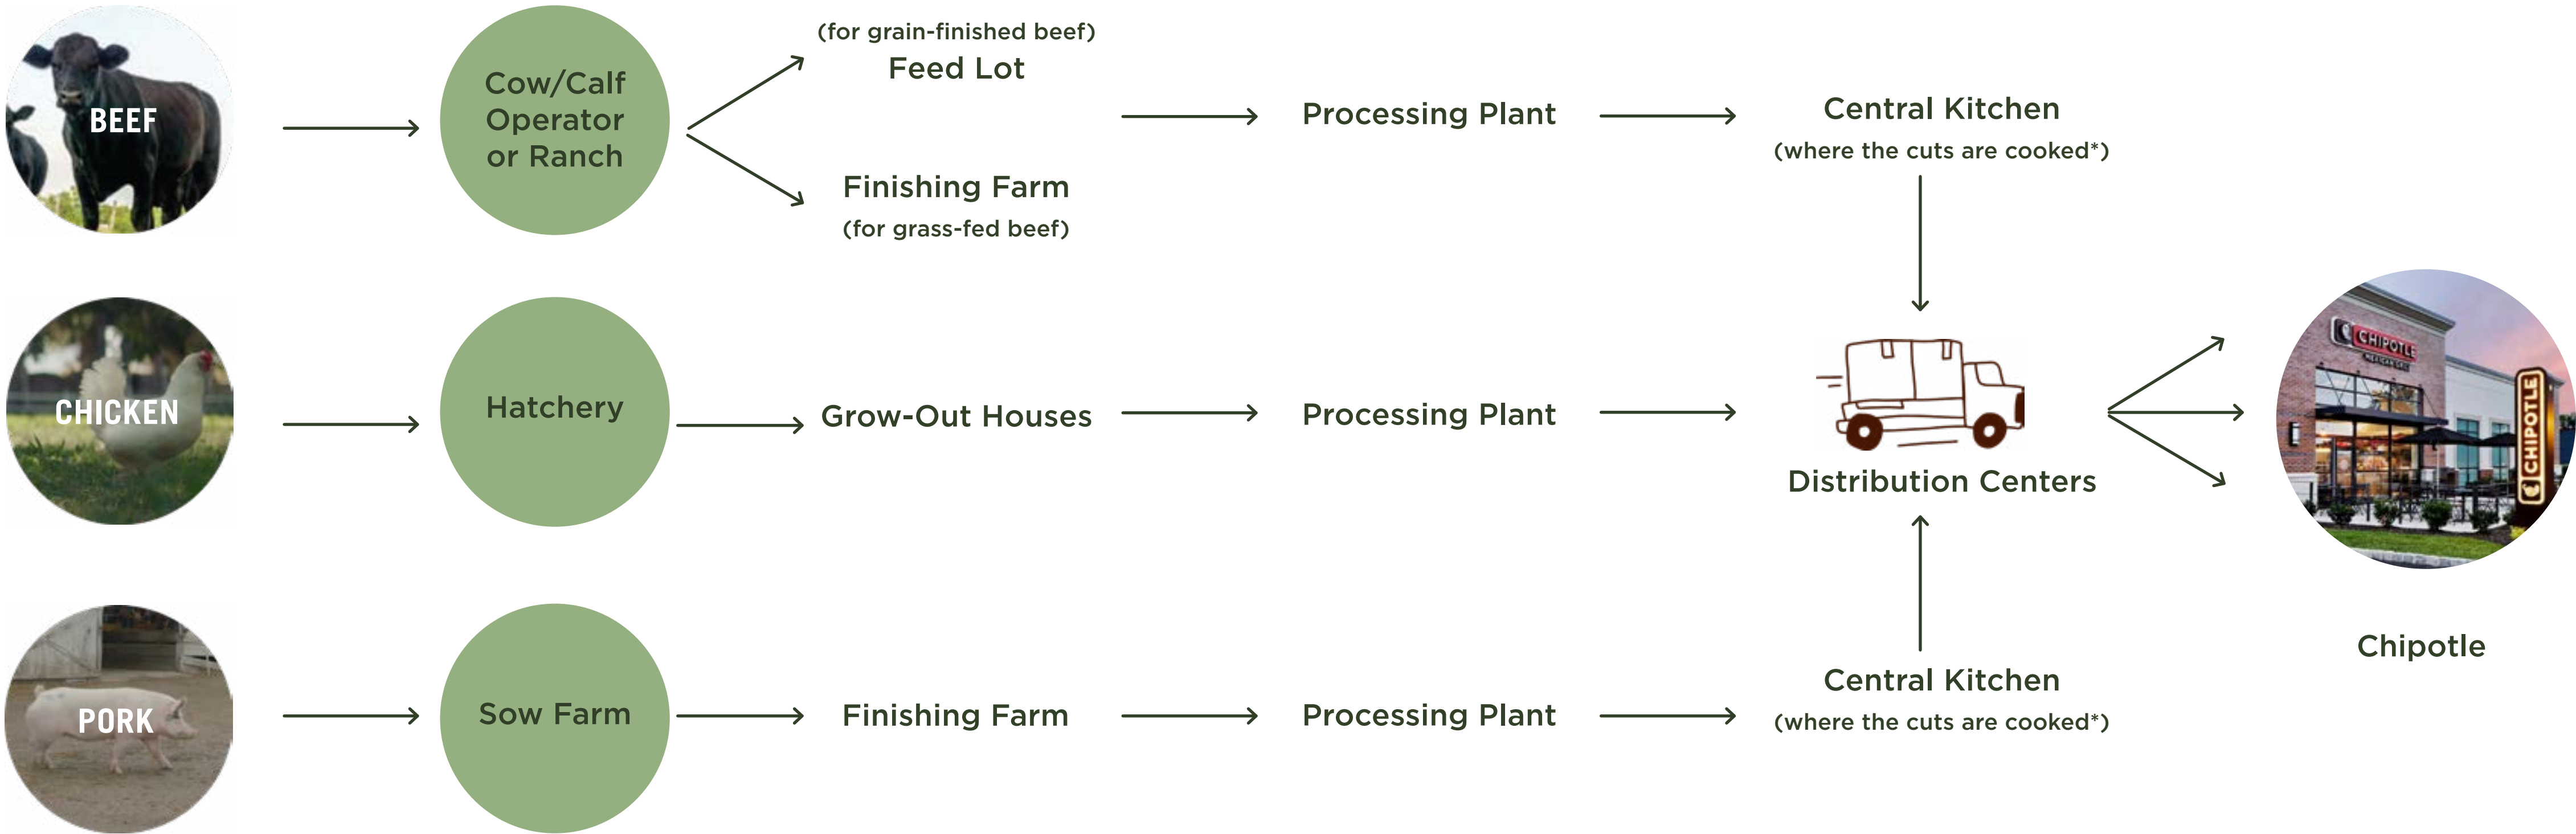 BEEF
Cow/Calf
Operator
or Ranch
(for grain-finished beef)
Feed Lot
Finishing Farm
(for grass-fed beef)
Processing Plant
Central Kitchen
(where the cuts are cooked*)
CHICKEN
Hatchery
Grow-Out Houses
Processing Plant
Distribution Centers
CHIPOTLE
MEXICAN GRILL
CHIPOTLE
Chipotle
PORK
Sow Farm
Finishing Farm
Processing Plant
Central Kitchen
(where the cuts are cooked*)